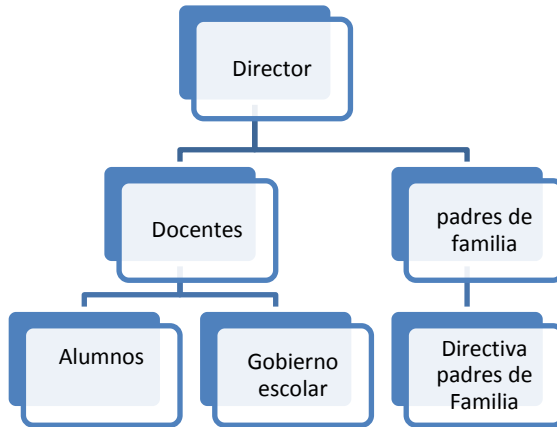 Director
Docentes
padres de
familia
Alumnos
Gobierno
escolar
Directiva
padres de
Familia